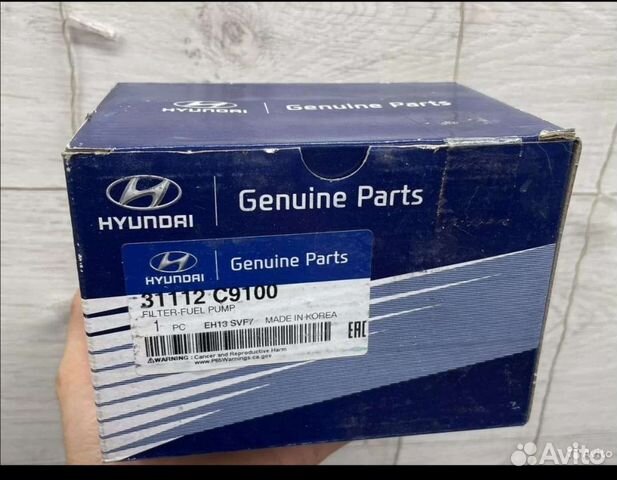 HYUNDAI Genuine Parts
HYUNDAI Genuine Parts
HYUNDAI Genuine Parts
31112 C9100
FILTER-FUEL PUMP
1 PC EH13 SVF7 MADE IN KOREA
EAC
WARNING : Cancer and Reproductive Harm
www.P65Warnings.ca.gov
Avito